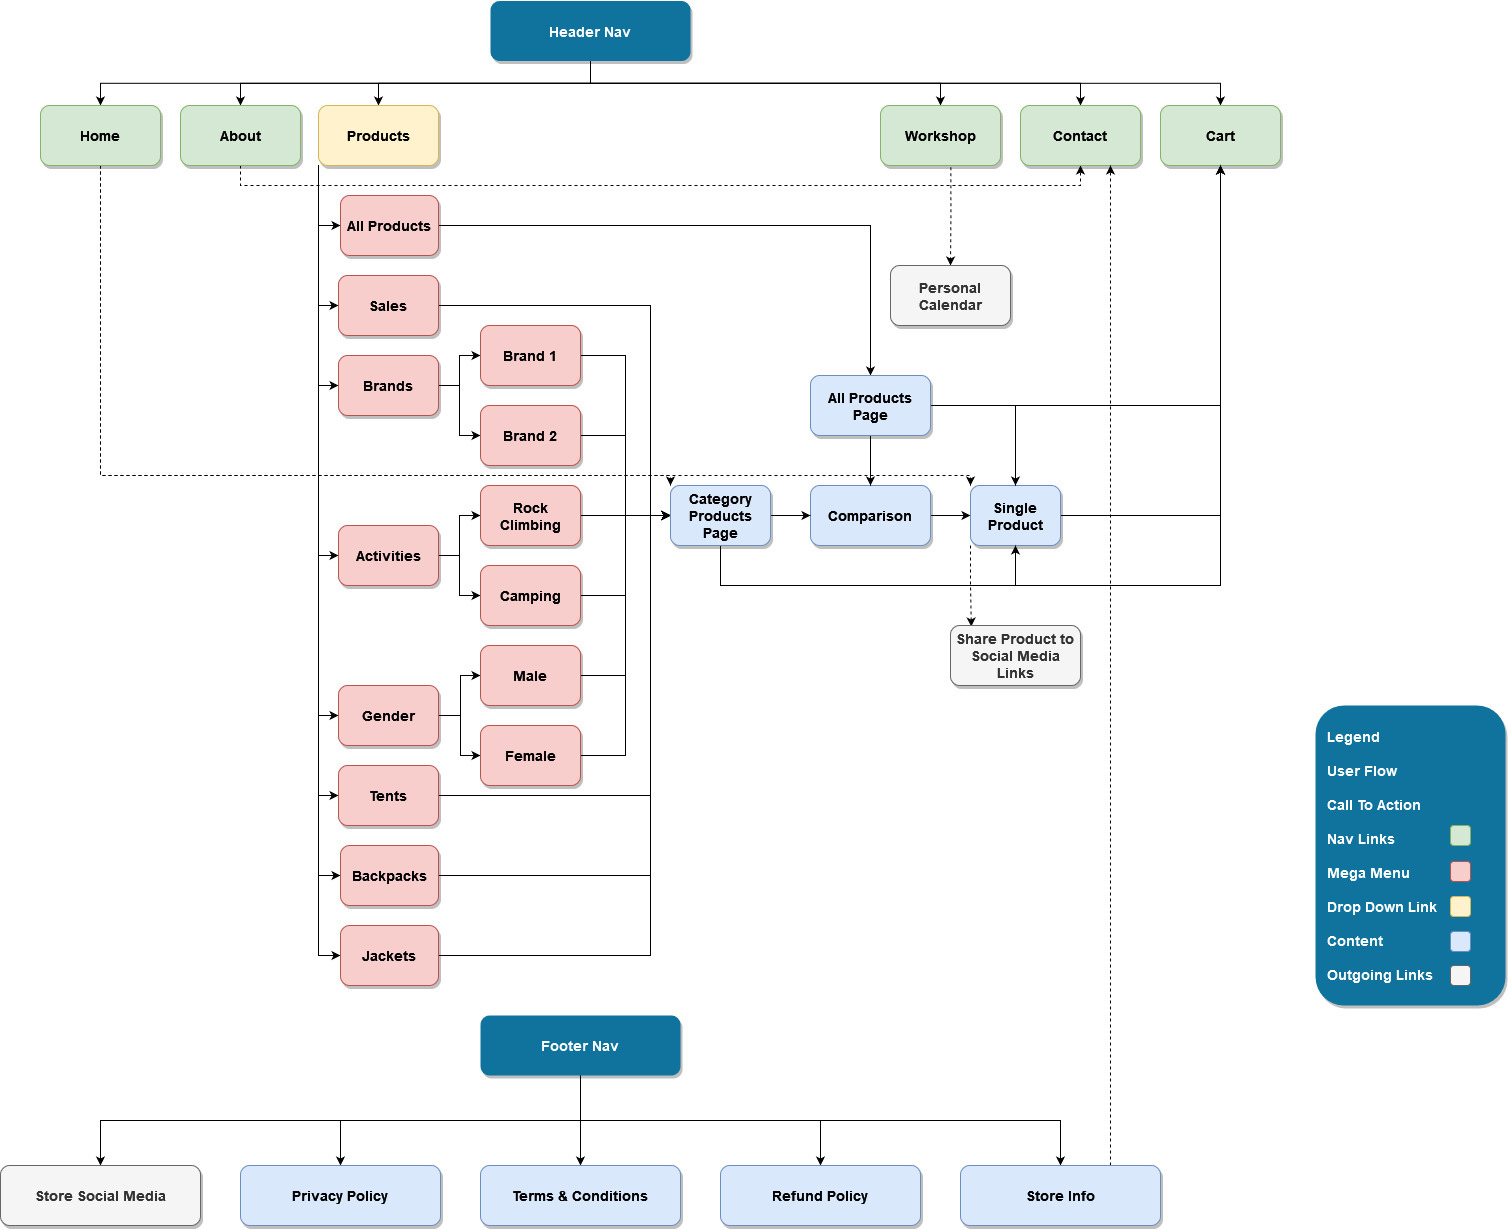 Header Nav
Home
About
Products
Workshop
Contact
Cart
All Products
Sales
Personal
Calendar
Brands
Brand 1
Brand 2
All Products
Page
Rock
Climbing
Category
Products
Page
Comparison
Single
Product
Activities
Camping
Share Product to
Social Media
Links
Gender
Male
Female
Tents
Backpacks
Jackets
Legend
User Flow
Call To Action
Nav Links
Mega Menu
Drop Down Link
Content
Outgoing Links
Footer Nav
Store Social Media
Privacy Policy
Terms & Conditions
Refund Policy
Store Info